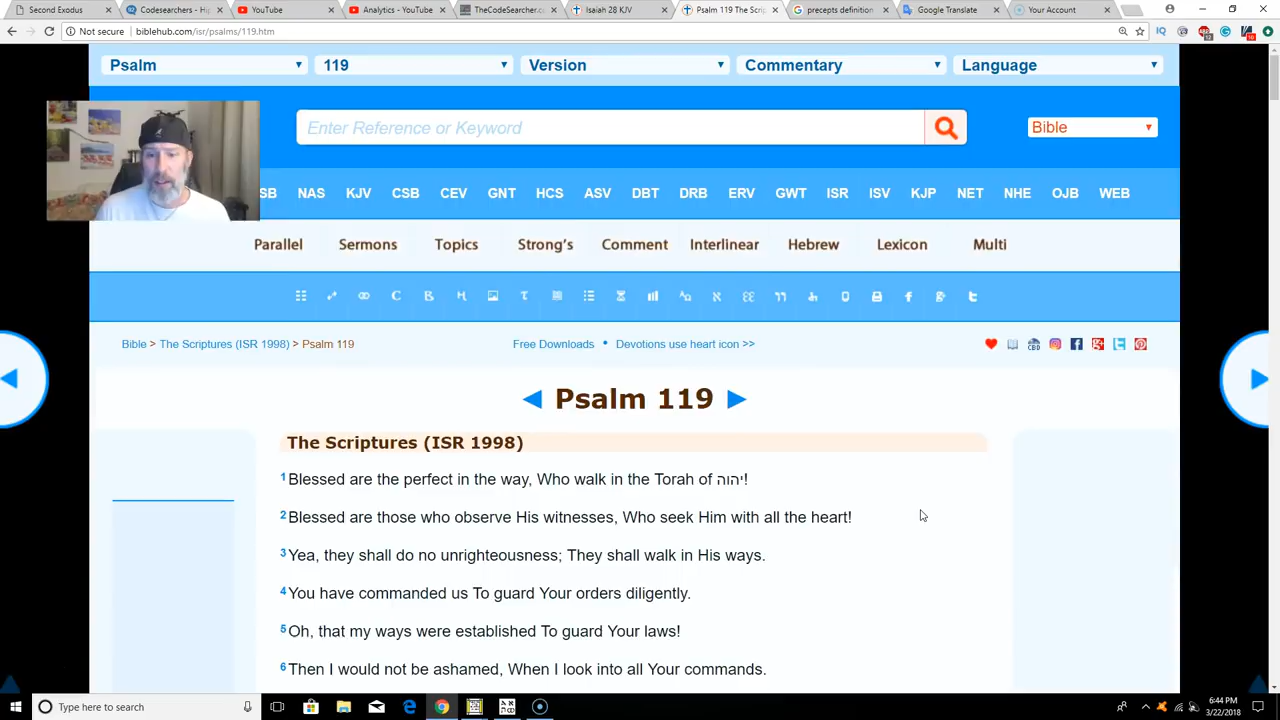 Second Exodus
Codesearchers - Hi
YouTube
Analytics - YouTube
TheCodeSearcher.co
Isaiah 28 KJV
Psalm 119 The Scrip
precepts definition
Google Translate
Your Account
Not secure | biblehub.com/isr/psalms/119.htm
Psalm 119 Version Commentary Language
Enter Reference or Keyword
Bible
SB NAS KJV CSB CEV GNT HCS ASV DBT DRB ERV GWT ISR ISV KJP NET NHE OJB WEB
Parallel Sermons Topics Strong's Comment Interlinear Hebrew Lexicon Multi
Bible > The Scriptures (ISR 1998) > Psalm 119
Free Downloads • Devotions use heart icon >>
◄ Psalm 119 ►
The Scriptures (ISR 1998)
1 Blessed are the perfect in the way, Who walk in the Torah of יהוה!
2 Blessed are those who observe His witnesses, Who seek Him with all the heart!
3 Yea, they shall do no unrighteousness; They shall walk in His ways.
4 You have commanded us To guard Your orders diligently.
5 Oh, that my ways were established To guard Your laws!
6 Then I would not be ashamed, When I look into all Your commands.
Type here to search
6:44 PM
3/22/2018